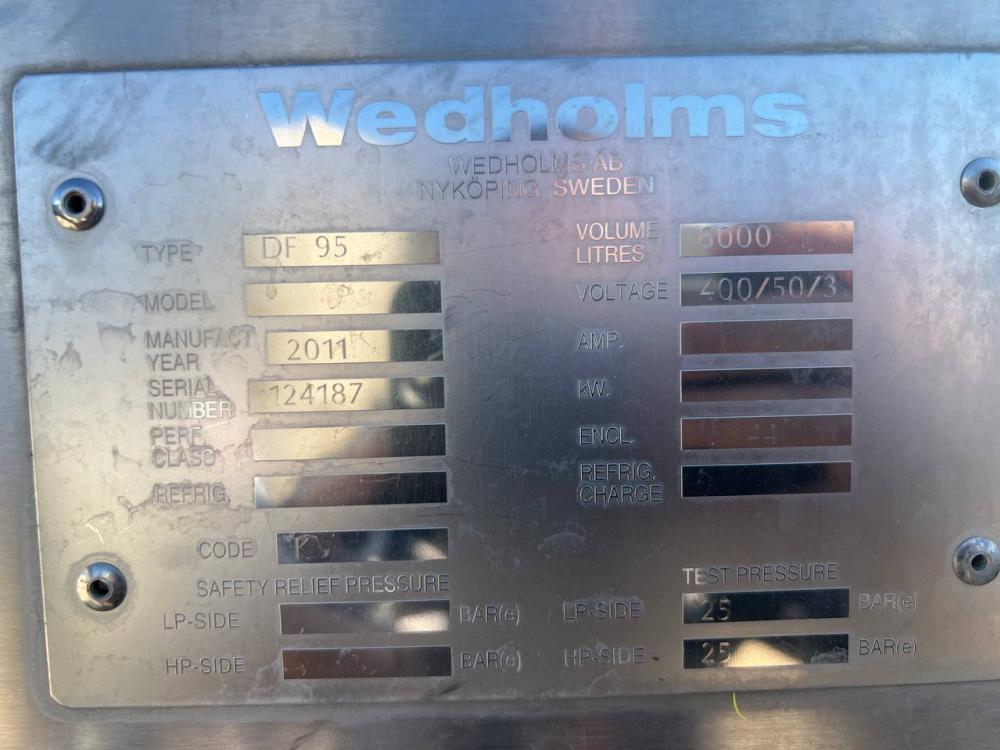 Wedholms
WEDHOLMS AB
NYKÖPING SWEDEN
TYPE DF 95
MODEL
MANUFACT
YEAR 2011
SERIAL
NUMBER 124187
PERF.
CLASS
REFRIG.
VOLUME
LITRES 6000
VOLTAGE 400/50/3
AMP.
kW.
ENCL. 44
REFRIG.
CHARGE
CODE
SAFETY RELIEF PRESSURE
LP-SIDE BAR(e)
HP-SIDE BAR(e)
TEST PRESSURE
LP-SIDE 25 BAR(e)
HP-SIDE 25 BAR(e)